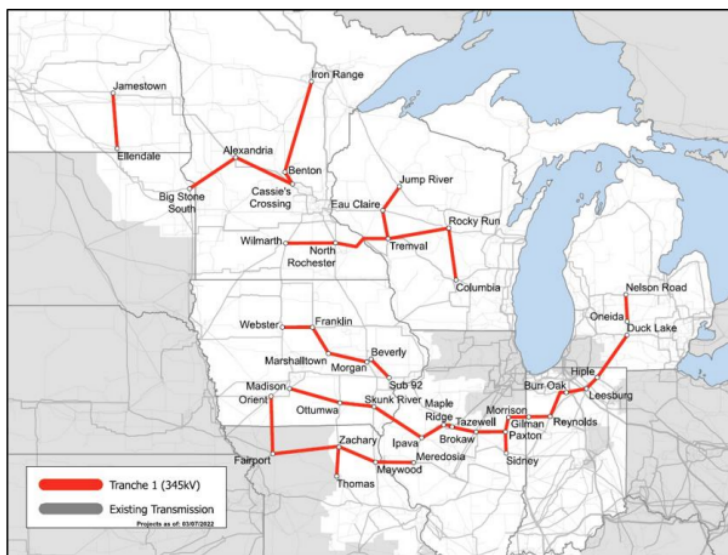 Iron Range
Jamestown
Alexandria
Ellendale
Benton
Jump River
Big Stone
South
Cassie's
Crossing
Eau Claire
Rocky Run
Wilmarth
North
Rochester
Tremval
Columbia
Nelson Road
Webster
Franklin
Oneida
Duck Lake
Marshalltown
Beverly
Morgan
Hiple
Madison
Sub 92
Burr Oak
Orient
Skunk River
Maple
Ridge
Leesburg
Ottumwa
Tazewell
Morrison
Gilman
Reynolds
Ipava
Brokaw
Paxton
Zachary
Fairport
Meredosia
Sidney
Maywood
Thomas
Tranche 1 (345kV)
Existing Transmission
Projects as of: 03/07/2022